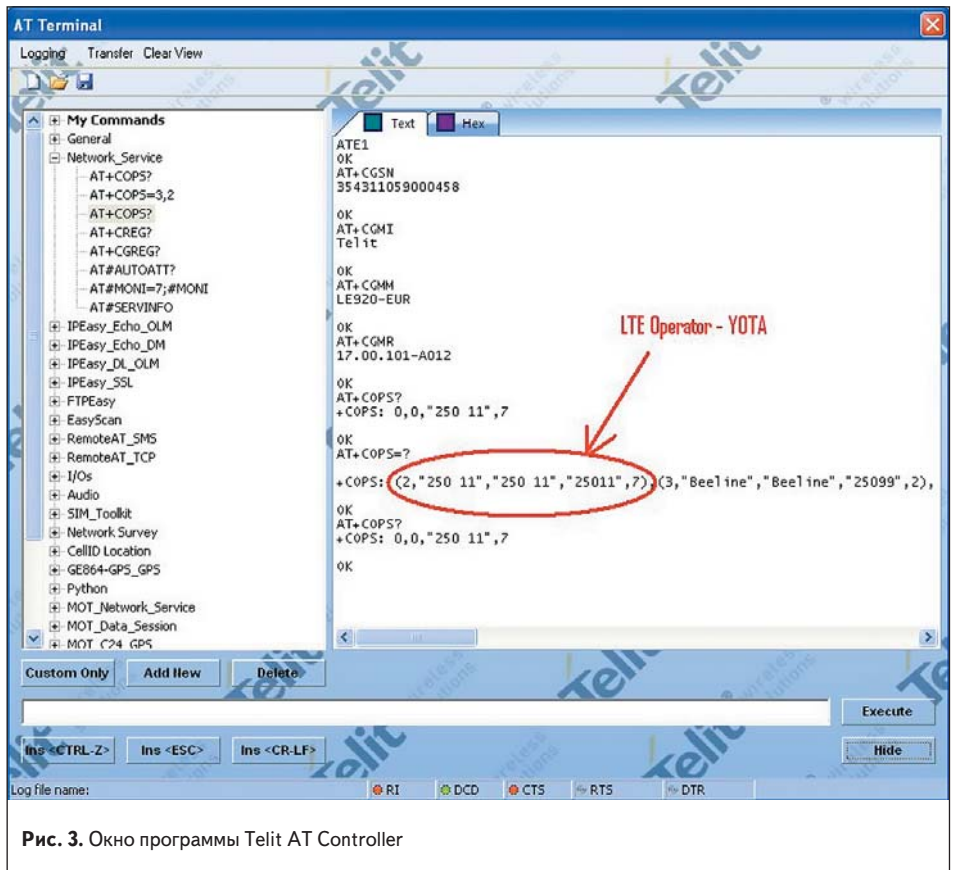 AT Terminal
Logging Transfer Clear View
My Commands
General
Network_Service
AT+COPS?
AT+COPS=3,2
AT+COPS?
AT+CREG?
AT+CGREG?
AT#AUTOATT?
AT#MONI=7;#MONI
AT#SERVINFO
IPEasy_Echo_OLM
IPEasy_Echo_DM
IPEasy_DL_OLM
IPEasy_SSL
FTPEasy
EasyScan
RemoteAT_SMS
RemoteAT_TCP
I/Os
Audio
SIM_Toolkit
Network Survey
CellID Location
GE864-GPS_GPS
Python
MOT_Network_Service
MOT_Data_Session
MOT_C24_GPS
Text Hex
ATE1
OK
AT+CGSN
354311059000458
OK
AT+CGMI
Telit
OK
AT+CGMM
LE920-EUR
OK
AT+CGMR
17.00.101-A012
OK
AT+COPS?
+COPS: 0,0,"250 11",7
OK
AT+COPS=?
+COPS: (2,"250 11","250 11","25011",7),(3,"Beeline","Beeline","25099",2),
OK
AT+COPS?
+COPS: 0,0,"250 11",7
OK
LTE Operator - YOTA
Custom Only Add New Delete
Execute
Ins <CTRL-Z> Ins <ESC> Ins <CR-LF> Hide
Log file name: RI DCD CTS RTS DTR
Telit wireless solutions
Рис. 3. Окно программы Telit AT Controller